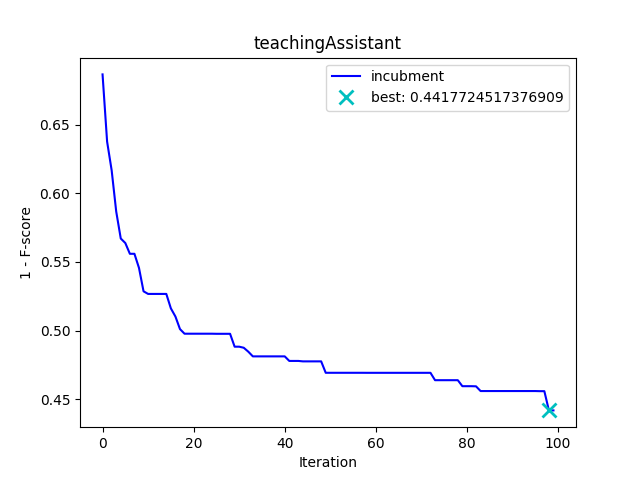 teachingAssistant
incubment
best: 0.4417724517376909
0.65
0.60
0.55
0.50
0.45
1 - F-score
0 20 40 60 80 100
Iteration